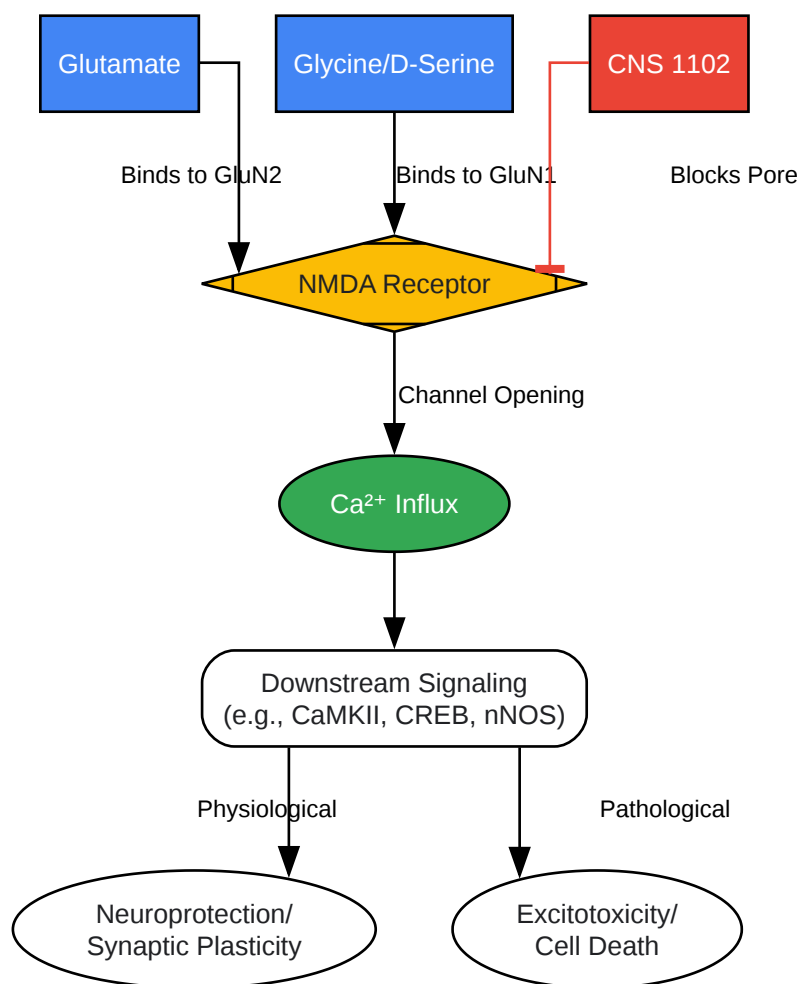 Glutamate
Glycine/D-Serine
CNS 1102
Binds to GluN2
Binds to GluN1
Blocks Pore
NMDA Receptor
Channel Opening
Ca²⁺ Influx
Downstream Signaling
(e.g., CaMKII, CREB, nNOS)
Physiological
Pathological
Neuroprotection/
Synaptic Plasticity
Excitotoxicity/
Cell Death